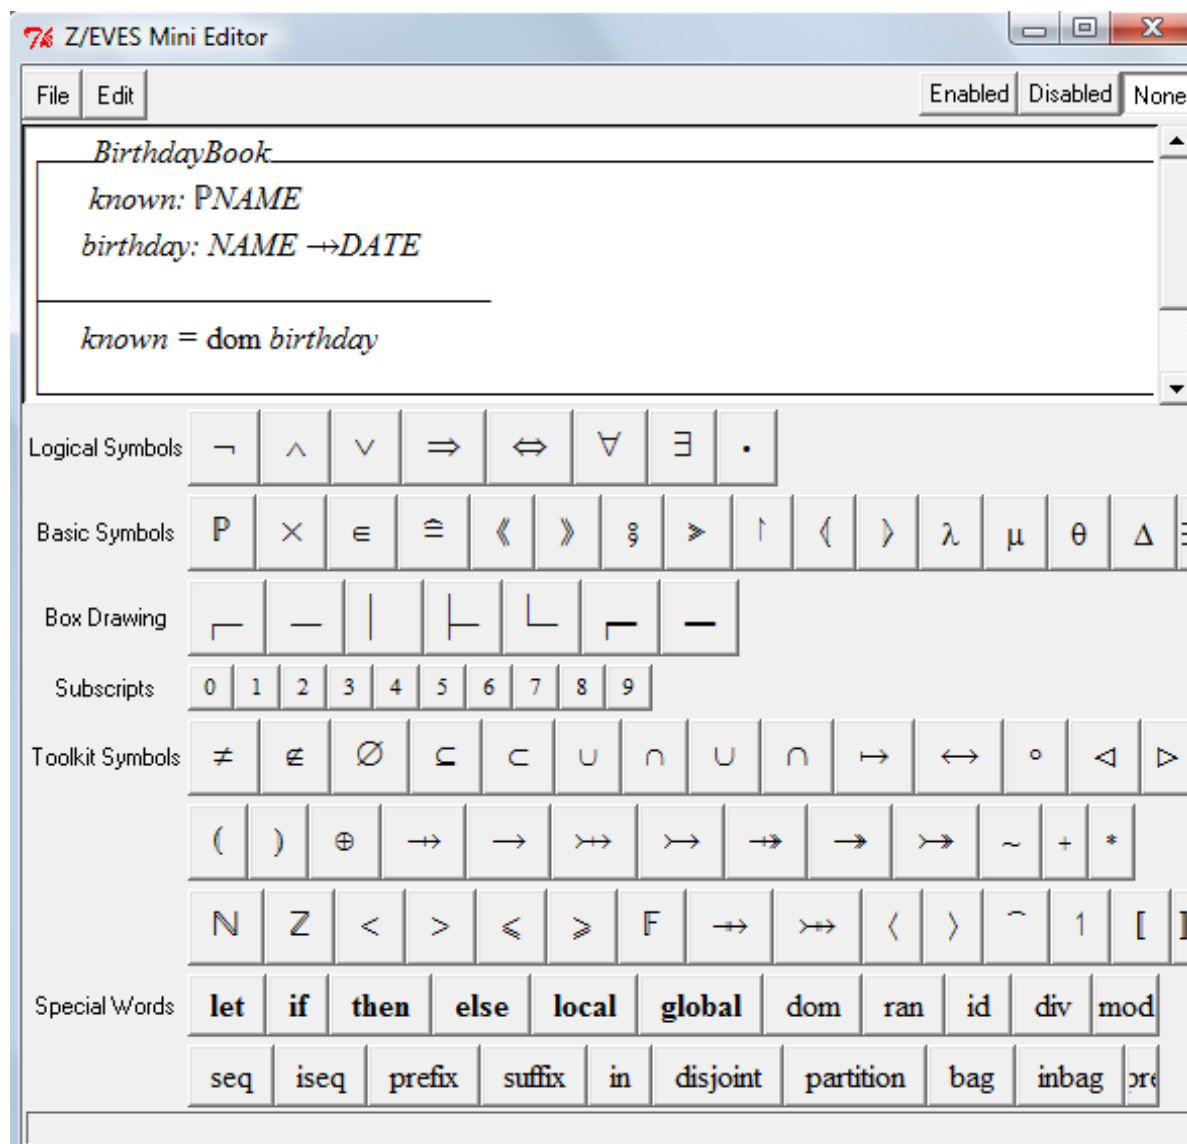 Z/EVES Mini Editor
File Edit Enabled Disabled None
BirthdayBook
known: ℙNAME
birthday: NAME ⇸DATE
known = dom birthday
Logical Symbols ¬ ∧ ∨ ⇒ ⇔ ∀ ∃ •
Basic Symbols ℙ × ∈ ≙ ⟪ ⟫ ⨟ ⪢ ↾ ⦉ ⦊ λ μ θ Δ
Box Drawing ┌─ ─ │ ├─ └─ ┍━ ━
Subscripts 0 1 2 3 4 5 6 7 8 9
Toolkit Symbols ≠ ∉ ∅ ⊆ ⊂ ∪ ∩ ⋃ ⋂ ↦ ↔ ∘ ◁ ▷
( ) ⊕ ⇸ → ⤔ ↣ ⤀ ↠ ⤖ ~ + *
ℕ ℤ < > ⩽ ⩾ 𝔽 ⇻ ⤕ ⟨ ⟩ ⁀ ↿ ⟦
Special Words let if then else local global dom ran id div mod
seq iseq prefix suffix in disjoint partition bag inbag pre